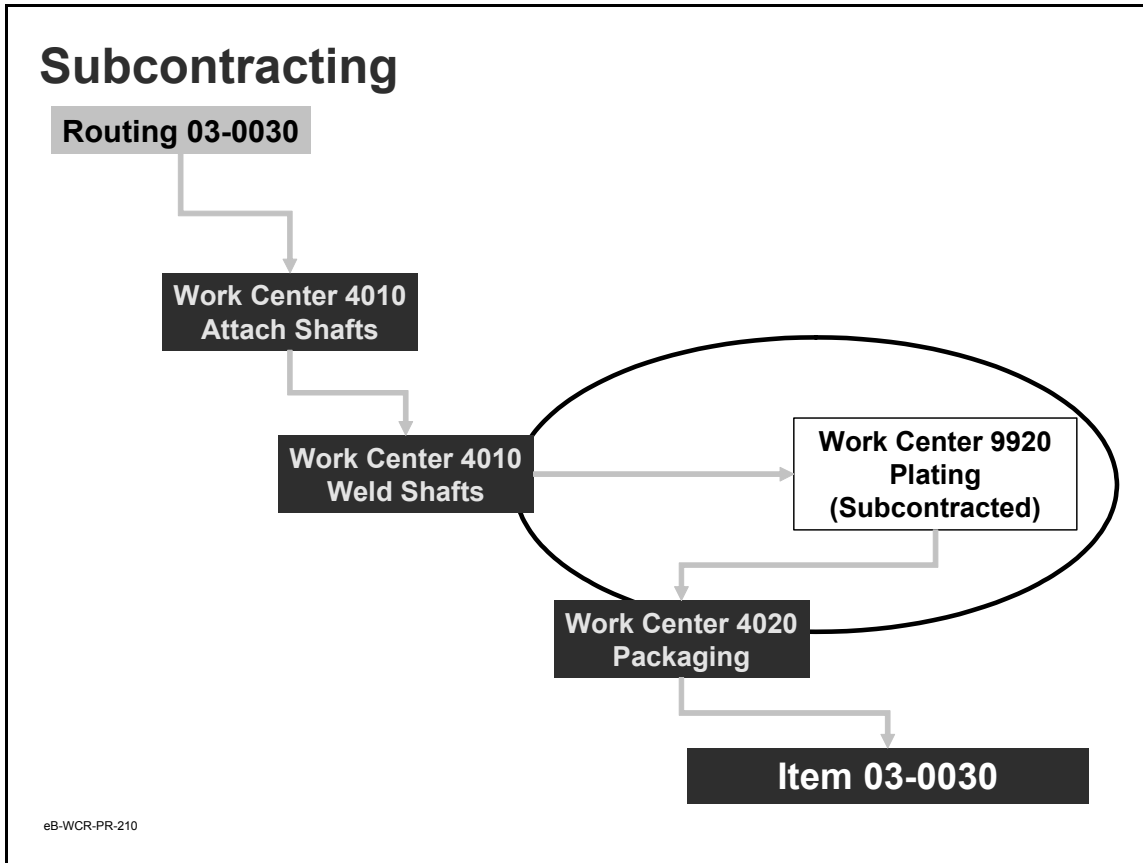 Subcontracting
Routing 03-0030
Work Center 4010
Attach Shafts
Work Center 4010
Weld Shafts
Work Center 9920
Plating
(Subcontracted)
Work Center 4020
Packaging
Item 03-0030
eB-WCR-PR-210